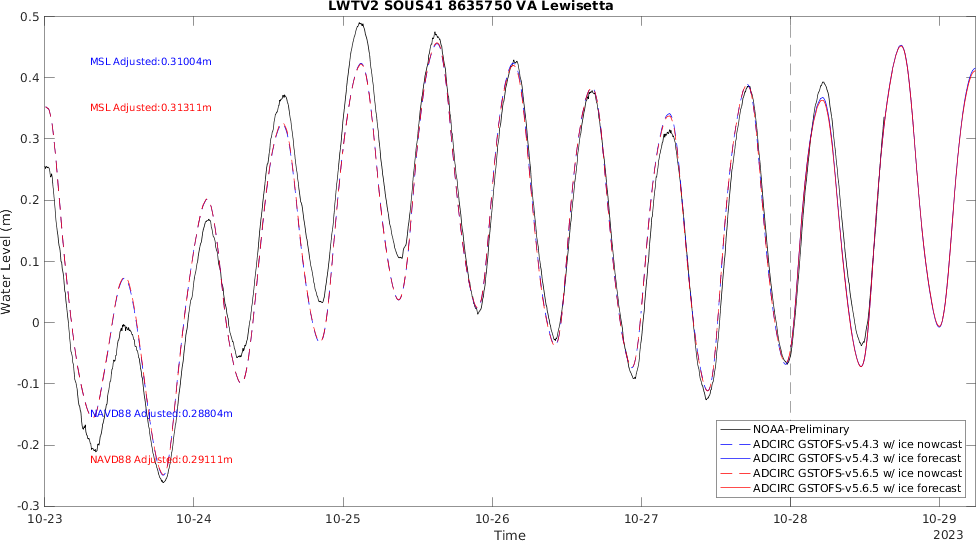 LWTV2 SOUS41 8635750 VA Lewisetta
0.5
0.4
0.3
0.2
0.1
0
-0.1
-0.2
-0.3
Water Level (m)
MSL Adjusted:0.31004m
MSL Adjusted:0.31311m
NAVD88 Adjusted:0.28804m
NAVD88 Adjusted:0.29111m
NOAA-Preliminary
ADCIRC GSTOFS-v5.4.3 w/ ice nowcast
ADCIRC GSTOFS-v5.4.3 w/ ice forecast
ADCIRC GSTOFS-v5.6.5 w/ ice nowcast
ADCIRC GSTOFS-v5.6.5 w/ ice forecast
10-23 10-24 10-25 10-26 10-27 10-28 10-29
Time
2023